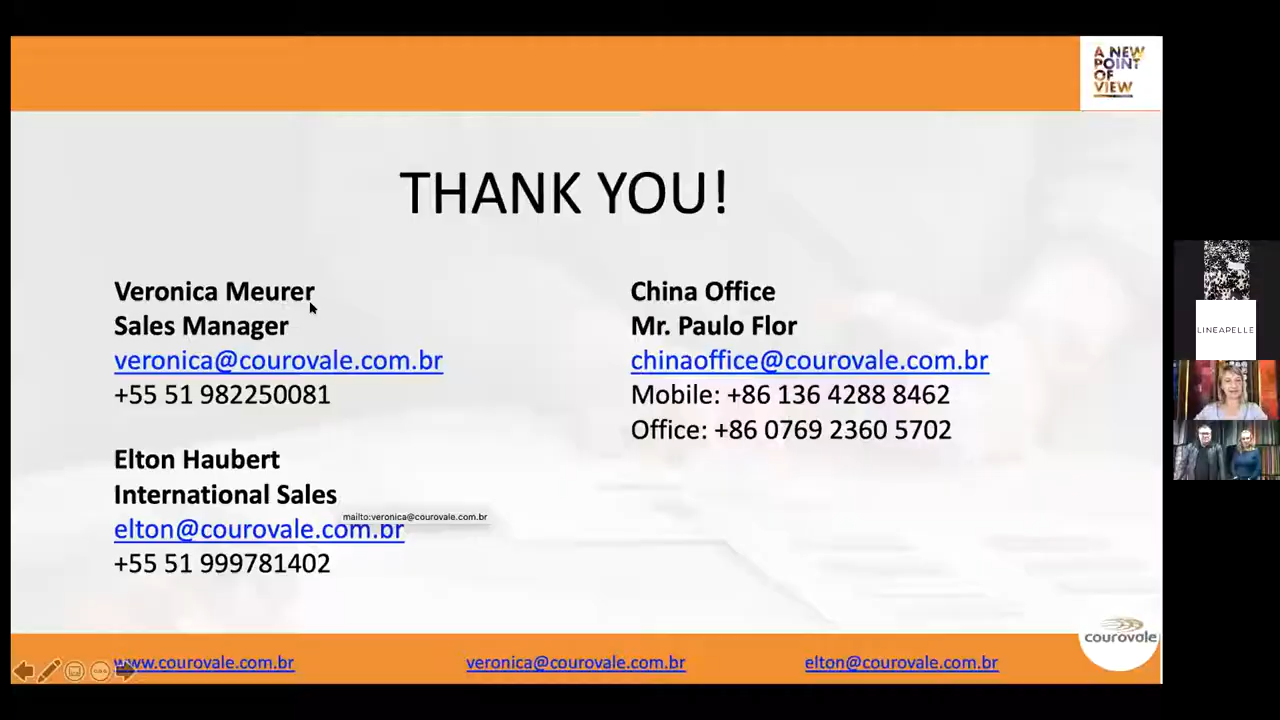 A NEW
POINT
OF
VIEW
THANK YOU!
Veronica Meurer
Sales Manager
veronica@courovale.com.br
+55 51 982250081
Elton Haubert
International Sales
mailto:veronica@courovale.com.br
elton@courovale.com.br
+55 51 999781402
China Office
Mr. Paulo Flor
chinaoffice@courovale.com.br
Mobile: +86 136 4288 8462
Office: +86 0769 2360 5702
LINEAPELLE
courovale
www.courovale.com.br
veronica@courovale.com.br
elton@courovale.com.br